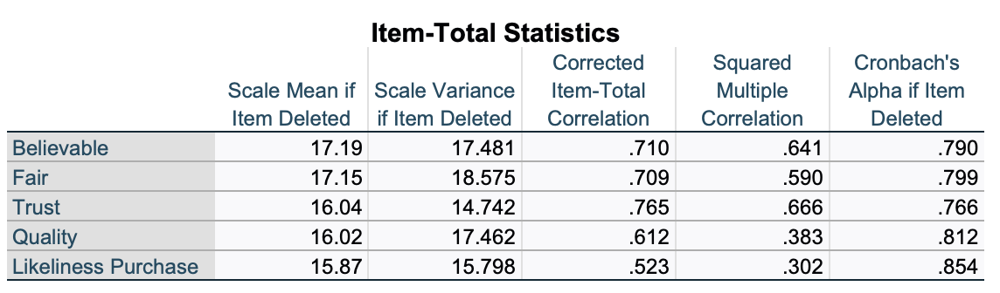 Item-Total Statistics
Scale Mean if Item Deleted Scale Variance if Item Deleted Corrected Item-Total Correlation Squared Multiple Correlation Cronbach's Alpha if Item Deleted
Believable 17.19 17.481 .710 .641 .790
Fair 17.15 18.575 .709 .590 .799
Trust 16.04 14.742 .765 .666 .766
Quality 16.02 17.462 .612 .383 .812
Likeliness Purchase 15.87 15.798 .523 .302 .854